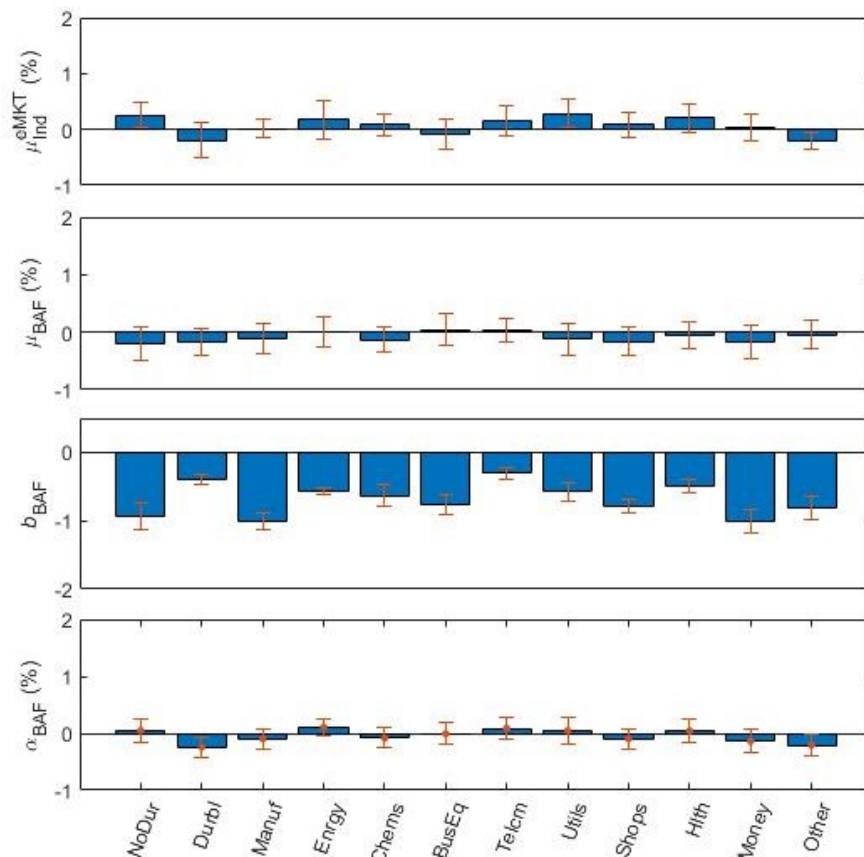 2
1
0
-1
μ^eMKT_Ind (%)
2
1
0
-1
μ_BAF (%)
0
-1
-2
b_BAF
2
1
0
-1
α_BAF (%)
NoDur
Durbl
Manuf
Enrgy
Chems
BusEq
Telcm
Utils
Shops
Hlth
Money
Other